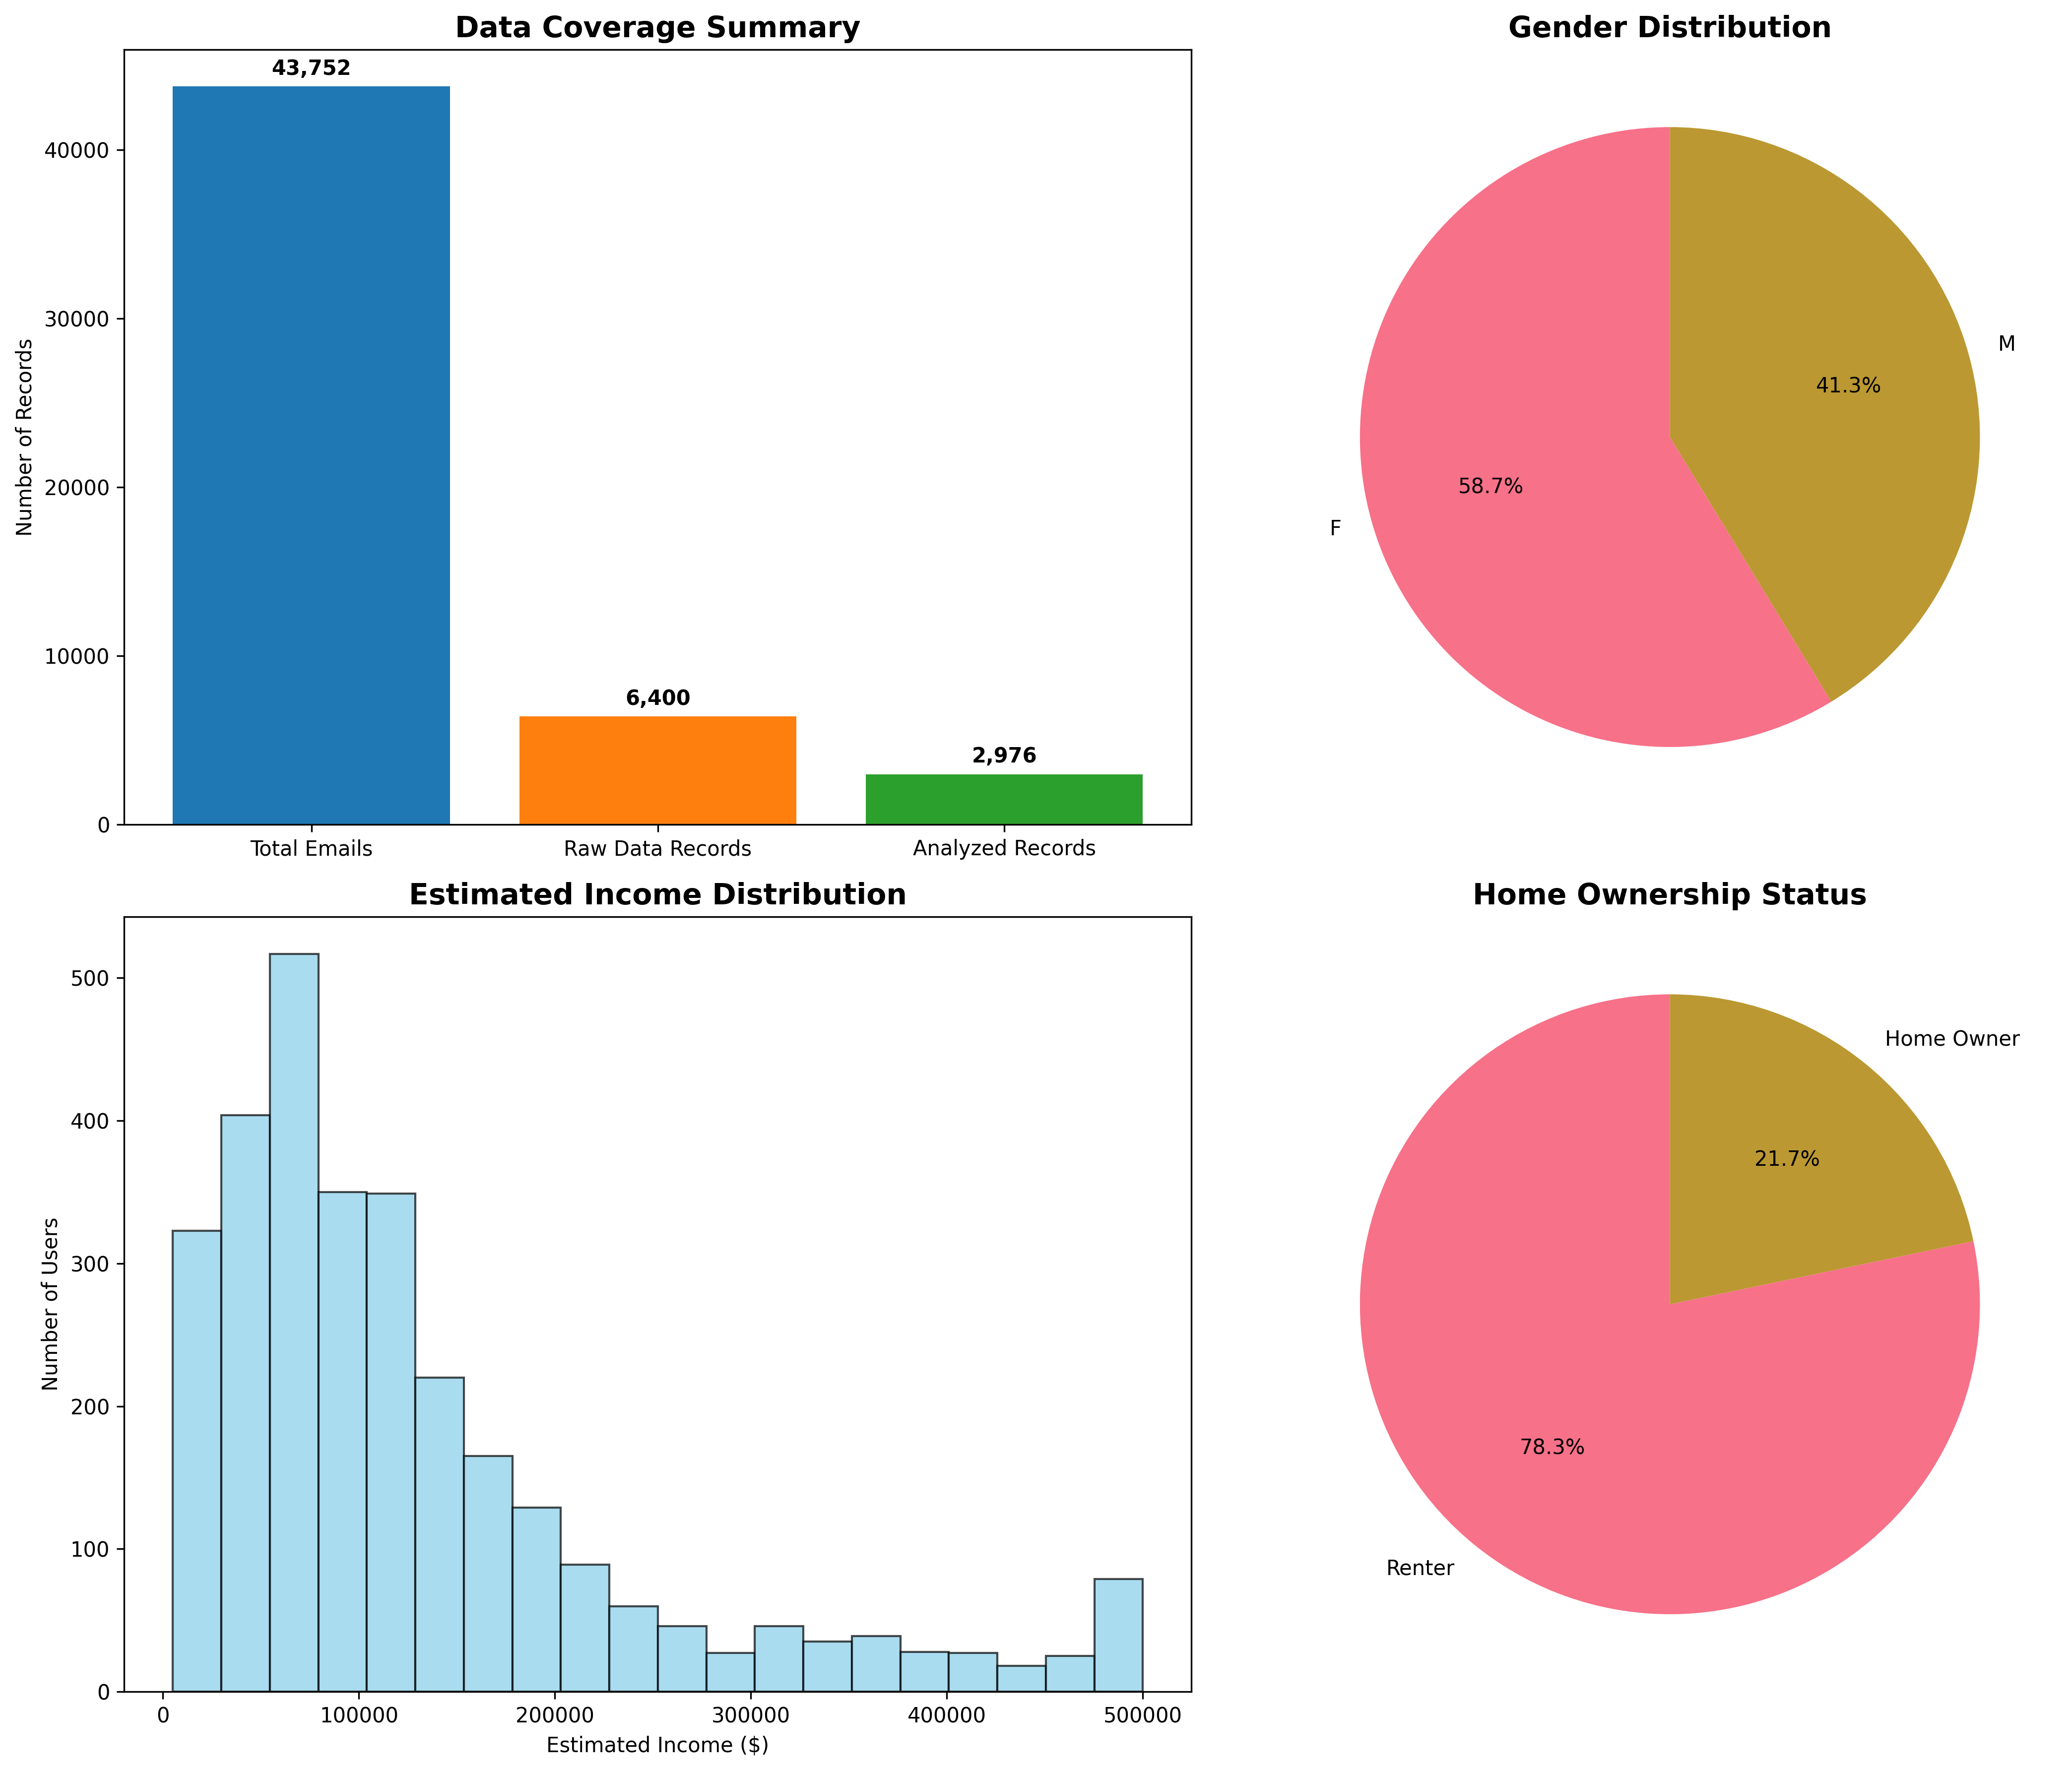 Data Coverage Summary
43,752
6,400
2,976
40000
30000
20000
10000
0
Number of Records
Total Emails
Raw Data Records
Analyzed Records
Gender Distribution
M
41.3%
58.7%
F
Estimated Income Distribution
500
400
300
200
100
0
Number of Users
0
100000
200000
300000
400000
500000
Estimated Income ($)
Home Ownership Status
Home Owner
21.7%
78.3%
Renter